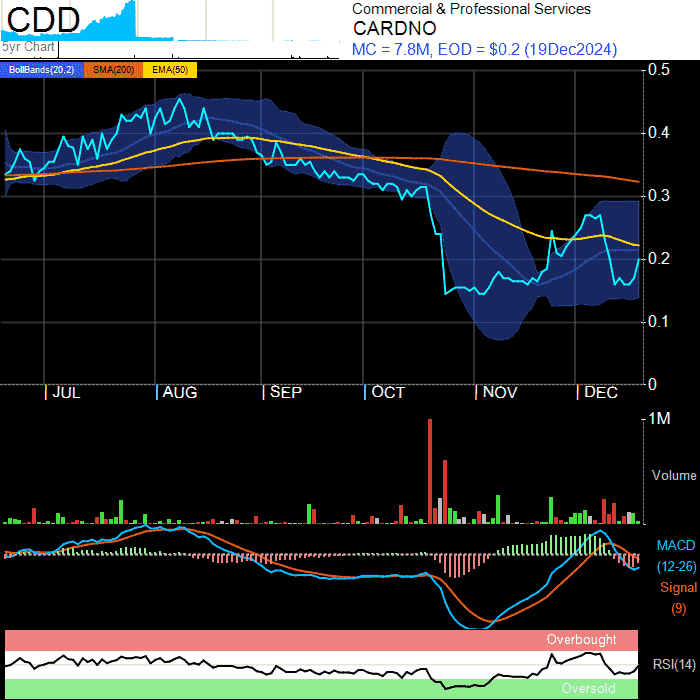 CDD
5yr Chart
Commercial & Professional Services
CARDNO
MC = 7.8M, EOD = $0.2 (19Dec2024)
BollBands(20,2) SMA(200) EMA(50)
0.5
0.4
0.3
0.2
0.1
0
JUL AUG SEP OCT NOV DEC
1M
Volume
MACD
(12-26)
Signal
(9)
Overbought
RSI(14)
Oversold